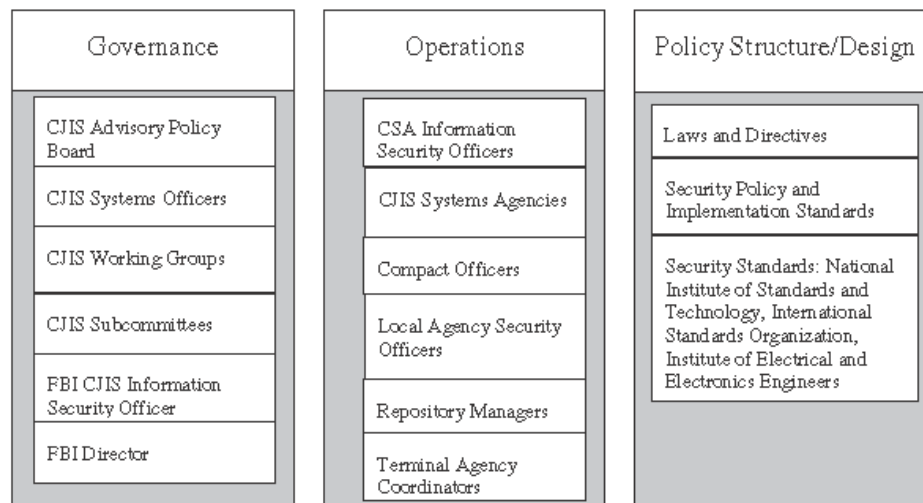 Governance
CJIS Advisory Policy
Board
CJIS Systems Officers
CJIS Working Groups
CJIS Subcommittees
FBI CJIS Information
Security Officer
FBI Director
Operations
CSA Information
Security Officers
CJIS Systems Agencies
Compact Officers
Local Agency Security
Officers
Repository Managers
Terminal Agency
Coordinators
Policy Structure/Design
Laws and Directives
Security Policy and
Implementation Standards
Security Standards: National
Institute of Standards and
Technology, International
Standards Organization,
Institute of Electrical and
Electronics Engineers